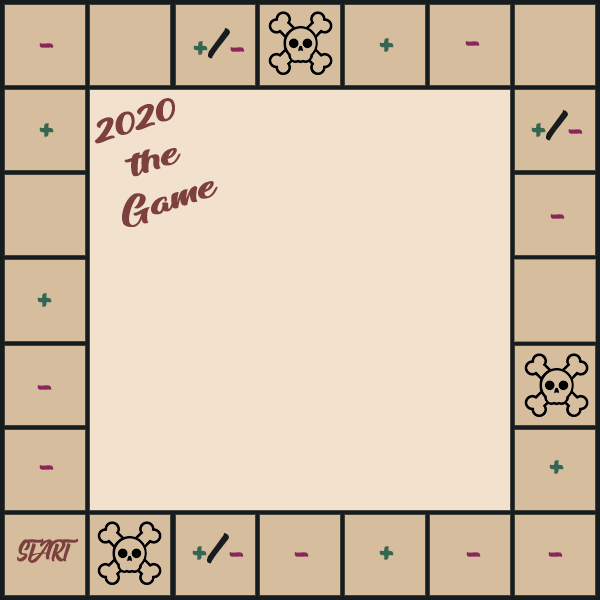 - +/- + -
2020
the
Game
+ +/-
-
+
-
- +
START +/- - + - -